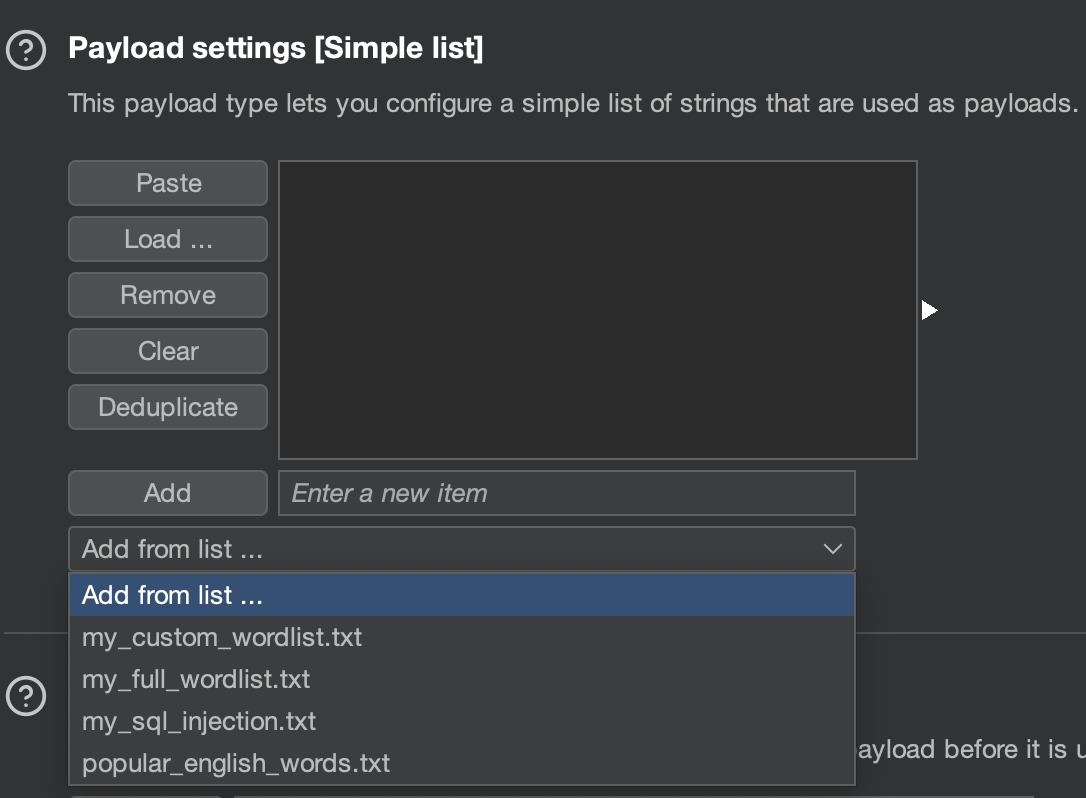 Payload settings [Simple list]
This payload type lets you configure a simple list of strings that are used as payloads.
Paste
Load ...
Remove
Clear
Deduplicate
Add
Enter a new item
Add from list ...
Add from list ...
my_custom_wordlist.txt
my_full_wordlist.txt
my_sql_injection.txt
popular_english_words.txt
before it is